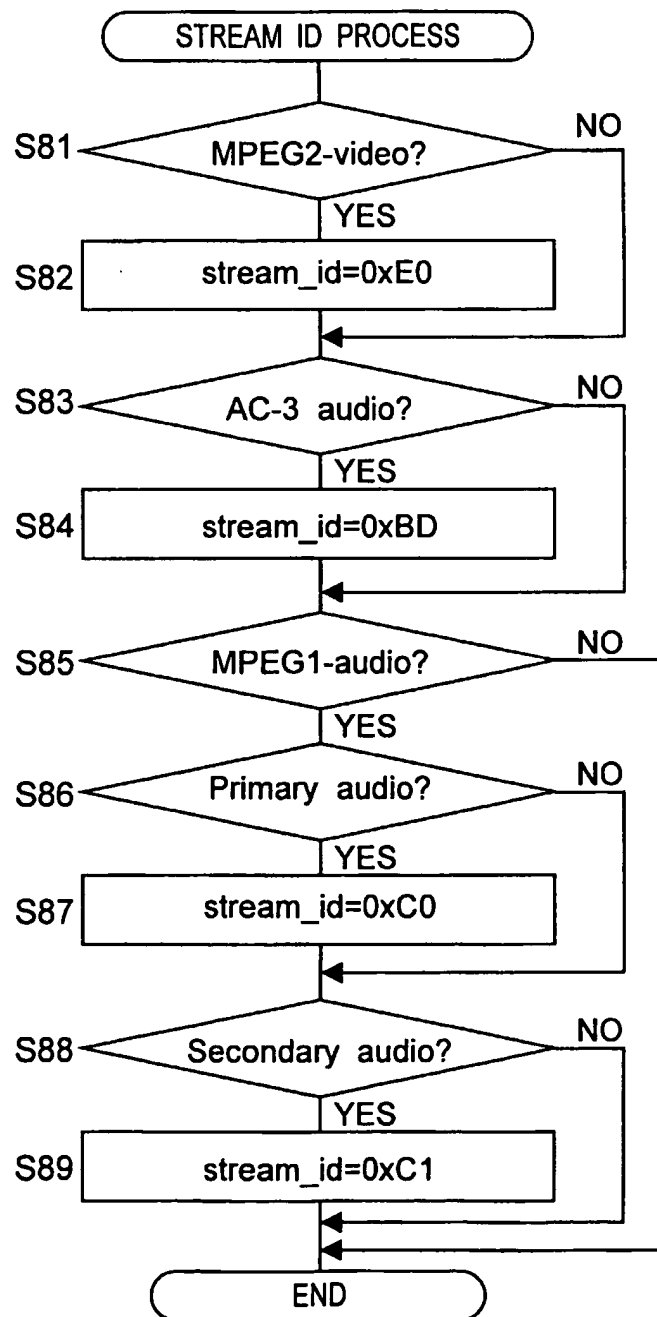 STREAM ID PROCESS
S81
MPEG2-video?
NO
YES
S82
stream_id=0xE0
S83
AC-3 audio?
NO
YES
S84
stream_id=0xBD
S85
MPEG1-audio?
NO
YES
S86
Primary audio?
NO
YES
S87
stream_id=0xC0
S88
Secondary audio?
NO
YES
S89
stream_id=0xC1
END